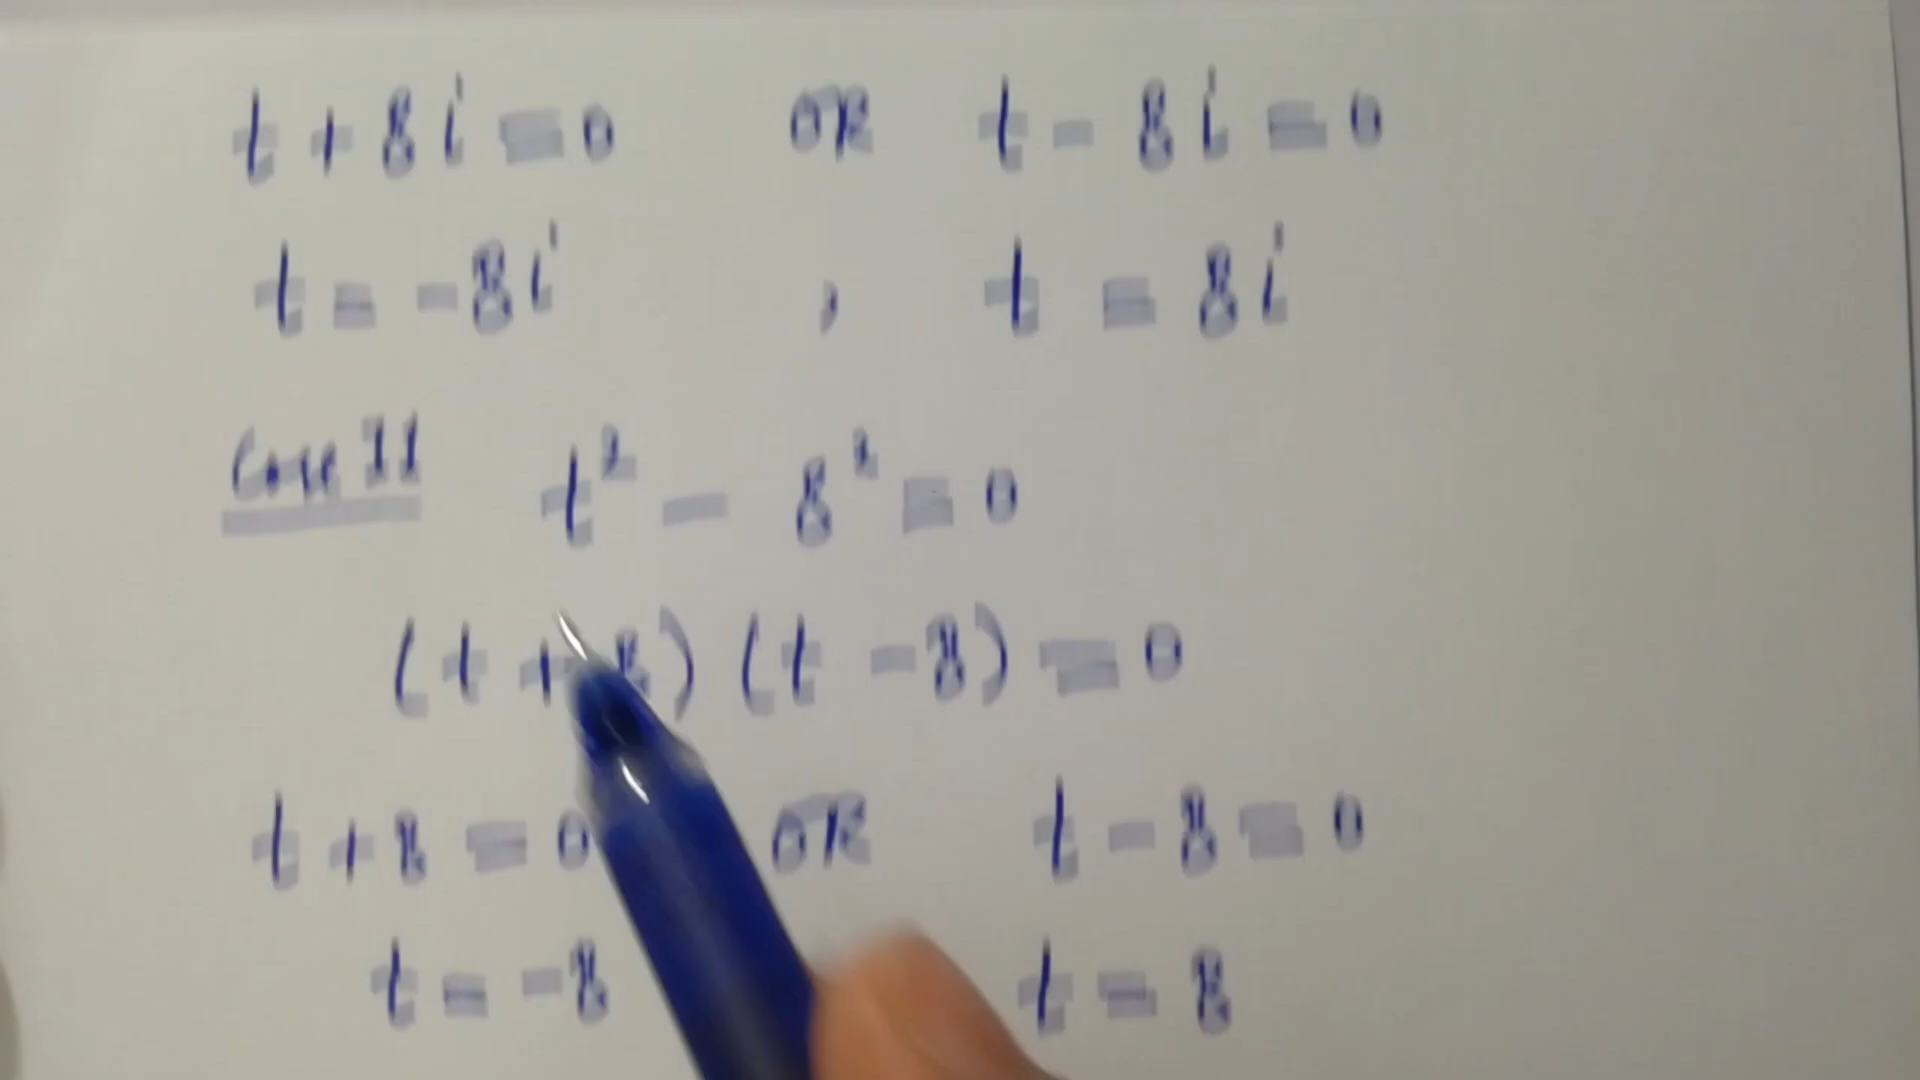 t + 8i = 0 OR t - 8i = 0
t = -8i , t = 8i
Case II t² - 8² = 0
(t + 8) (t - 8) = 0
t + 8 = 0 OR t - 8 = 0
t = -8 t = 8